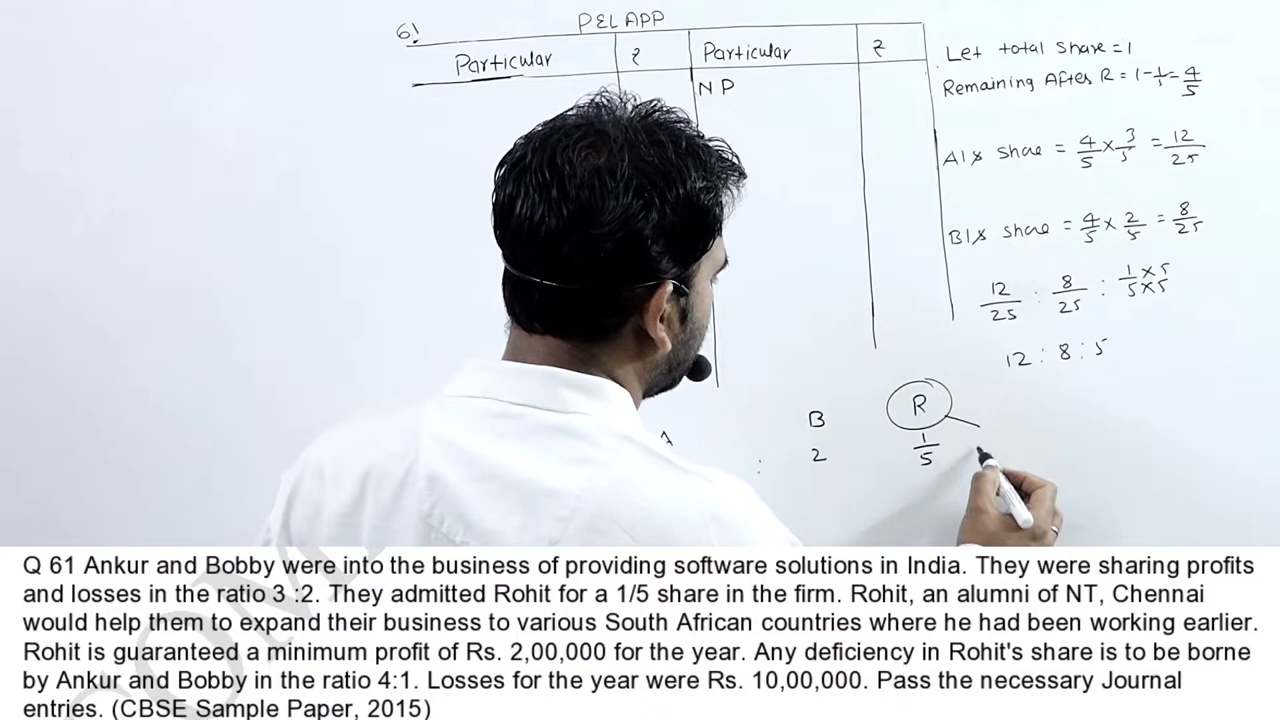 61
P & L APP
Particular ₹ Particular ₹
N P
Let total share = 1
Remaining After R = 1 - 1/5 = 4/5
A's share = 4/5 × 3/5 = 12/25
B's share = 4/5 × 2/5 = 8/25
12/25 : 8/25 : 1×5/5×5
12 : 8 : 5
A B R
: 2 1/5
Q 61 Ankur and Bobby were into the business of providing software solutions in India. They were sharing profits
and losses in the ratio 3 :2. They admitted Rohit for a 1/5 share in the firm. Rohit, an alumni of NT, Chennai
would help them to expand their business to various South African countries where he had been working earlier.
Rohit is guaranteed a minimum profit of Rs. 2,00,000 for the year. Any deficiency in Rohit's share is to be borne
by Ankur and Bobby in the ratio 4:1. Losses for the year were Rs. 10,00,000. Pass the necessary Journal
entries. (CBSE Sample Paper, 2015)